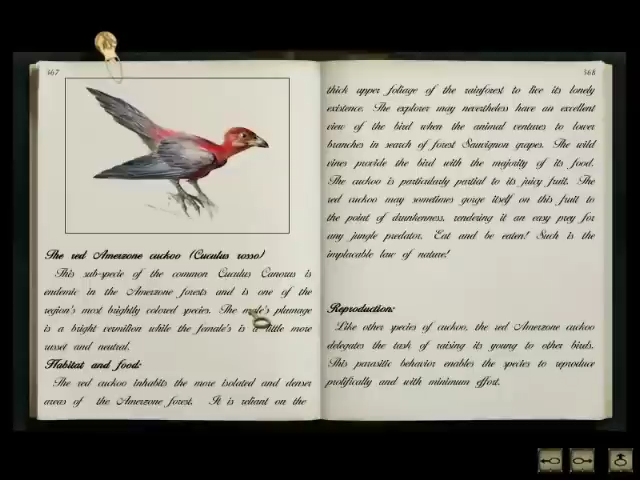 367
The red Amerzone cuckoo (Cuculus rosso)
This sub-specie of the common Cuculus Canorus is
endemic in the Amerzone forests and is one of the
region's most brightly colored species. The male's plumage
is a bright vermilion while the female's is a little more
russet and neutral.
Habitat and food:
The red cuckoo inhabits the more isolated and denser
areas of the Amerzone forest. It is reliant on the
368
thick upper foliage of the rainforest to live its lonely
existence. The explorer may nevertheless have an excellent
view of the bird when the animal ventures to lower
branches in search of forest Sauvignon grapes. The wild
vines provide the bird with the majority of its food.
The cuckoo is particularly partial to its juicy fruit. The
red cuckoo may sometimes gorge itself on this fruit to
the point of drunkenness, rendering it an easy prey for
any jungle predator. Eat and be eaten! Such is the
implacable law of nature!
Reproduction:
Like other species of cuckoo, the red Amerzone cuckoo
delegates the task of raising its young to other birds.
This parasitic behavior enables the species to reproduce
prolifically and with minimum effort.